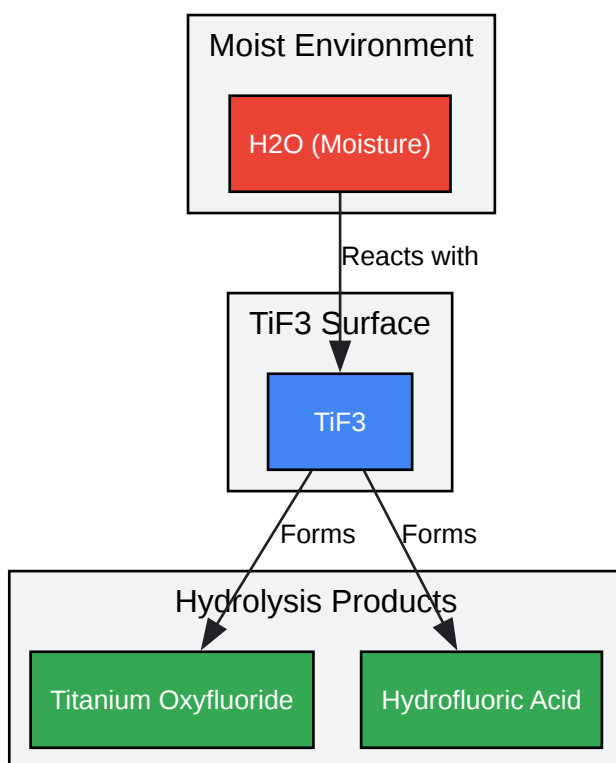 Moist Environment
H2O (Moisture)
Reacts with
TiF3 Surface
TiF3
Forms
Forms
Hydrolysis Products
Titanium Oxyfluoride
Hydrofluoric Acid